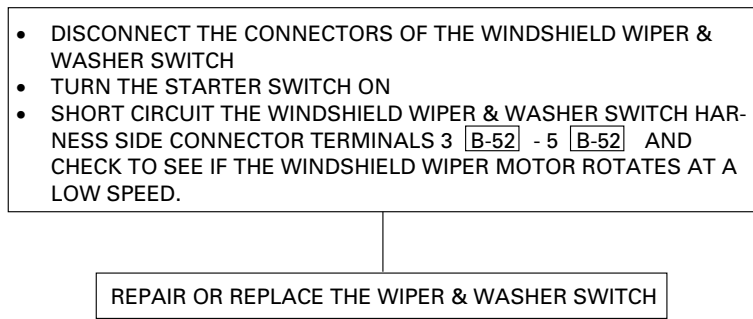 • DISCONNECT THE CONNECTORS OF THE WINDSHIELD WIPER &
WASHER SWITCH
• TURN THE STARTER SWITCH ON
• SHORT CIRCUIT THE WINDSHIELD WIPER & WASHER SWITCH HAR-
NESS SIDE CONNECTOR TERMINALS 3 B-52 - 5 B-52 AND
CHECK TO SEE IF THE WINDSHIELD WIPER MOTOR ROTATES AT A
LOW SPEED.
REPAIR OR REPLACE THE WIPER & WASHER SWITCH